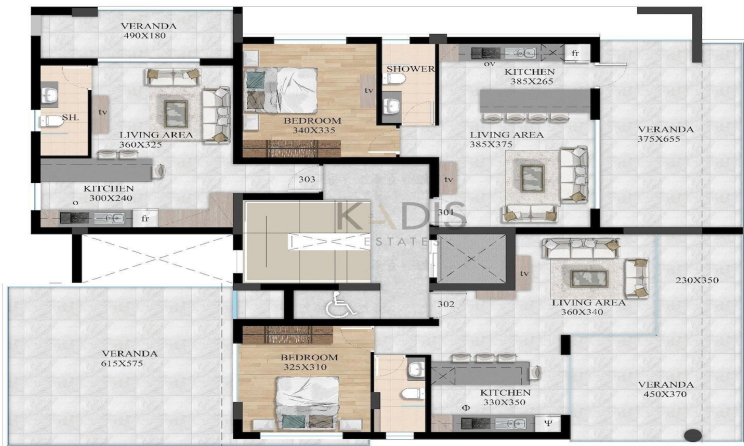 VERANDA
490X180
SH.
tv
LIVING AREA
360X325
KITCHEN
300X240
o
fr
303
BEDROOM
340X335
tv
SHOWER
ov
fr
KITCHEN
385X265
LIVING AREA
385X375
tv
301
VERANDA
375X655
KADIS
ESTATES
302
tv
LIVING AREA
360X340
230X350
VERANDA
615X575
BEDROOM
325X310
KITCHEN
330X350
Φ
Ψ
VERANDA
450X370